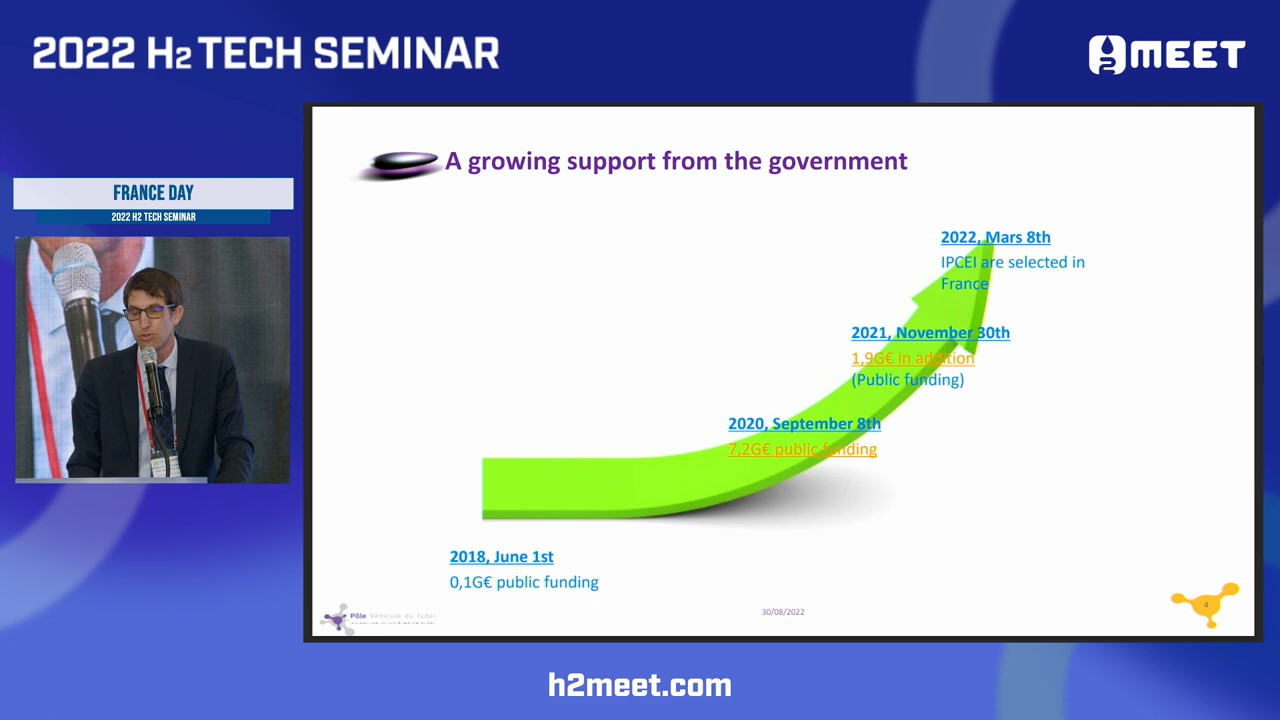 2022 H2 TECH SEMINAR
H2 MEET
FRANCE DAY
2022 H2 TECH SEMINAR
A growing support from the government
2022, Mars 8th
IPCEI are selected in
France
2021, November 30th
1,9G€ in addition
(Public funding)
2020, September 8th
7,2G€ public funding
2018, June 1st
0,1G€ public funding
Pôle Véhicule du Futur
30/08/2022
4
h2meet.com